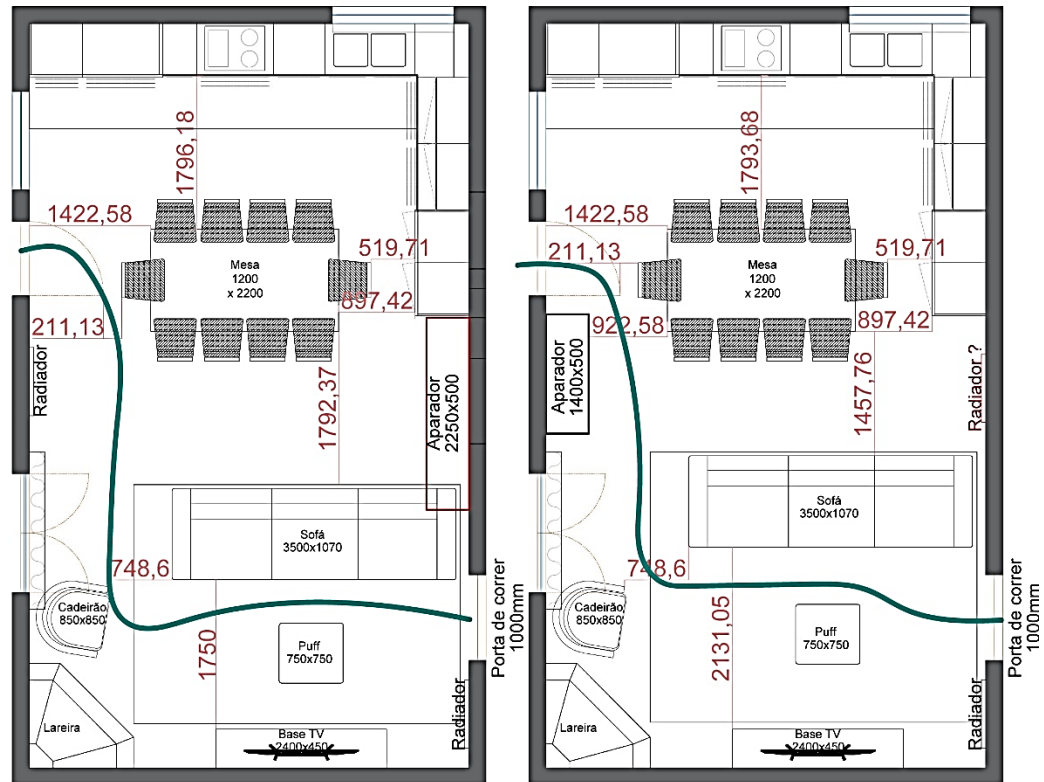 1796,18
1422,58
519,71
Mesa
1200
x 2200
897,42
211,13
Radiador
1792,37
Aparador
2250x500
Sofá
3500x1070
748,6
Cadeirão
850x850
Porta de correr
1000mm
1750
Puff
750x750
Lareira
Radiador
Base TV
2400x450
1793,68
1422,58
211,13
519,71
Mesa
1200
x 2200
922,58
897,42
Aparador
1400x500
1457,76
Radiador ?
Sofá
3500x1070
748,6
Cadeirão
850x850
Porta de correr
1000mm
2131,05
Puff
750x750
Lareira
Radiador
Base TV
2400x450